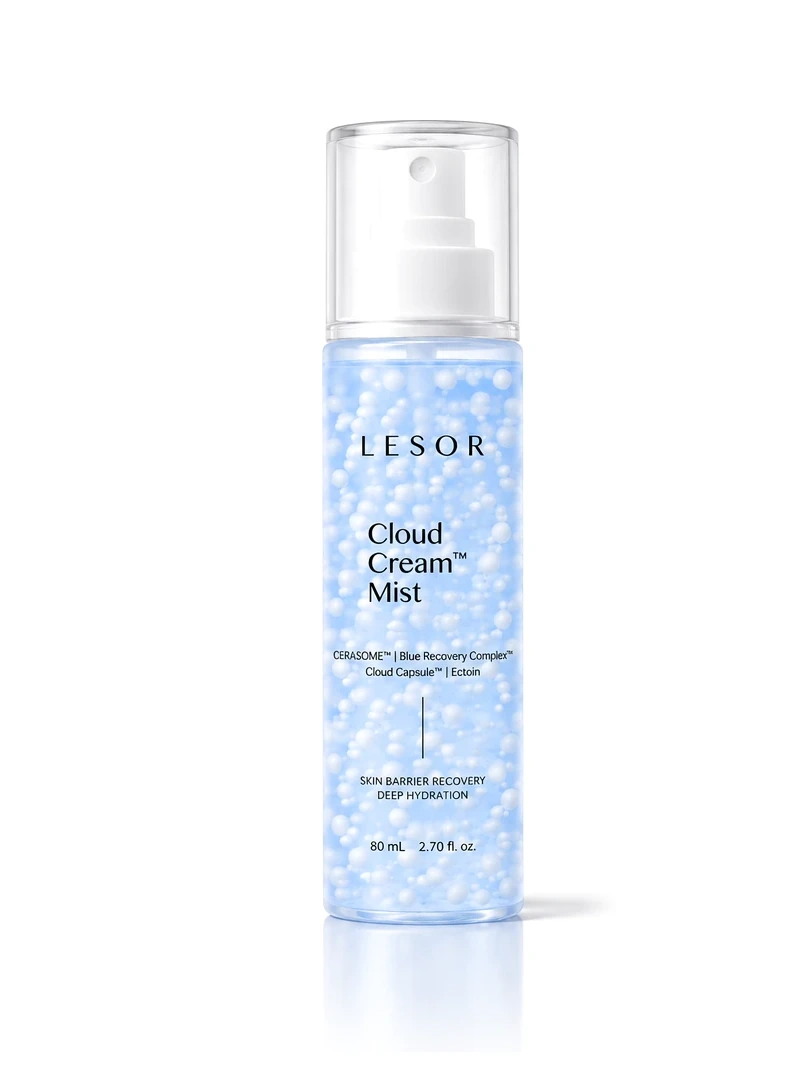 LESOR
Cloud
Cream™
Mist
CERASOME™ | Blue Recovery Complex™
Cloud Capsule™ | Ectoin
SKIN BARRIER RECOVERY
DEEP HYDRATION
80 mL 2.70 fl. oz.